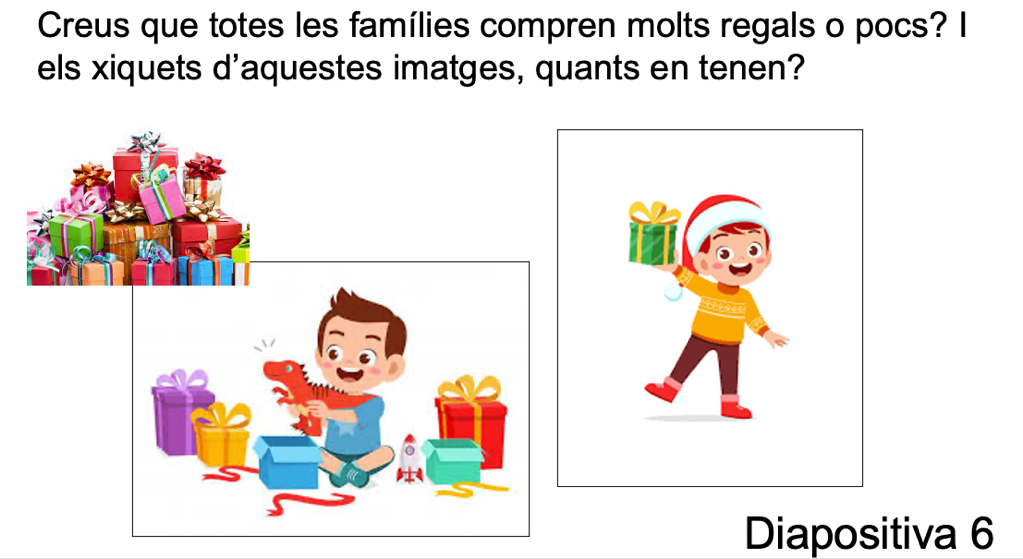 Creus que totes les famílies compren molts regals o pocs? I
els xiquets d’aquestes imatges, quants en tenen?
Diapositiva 6